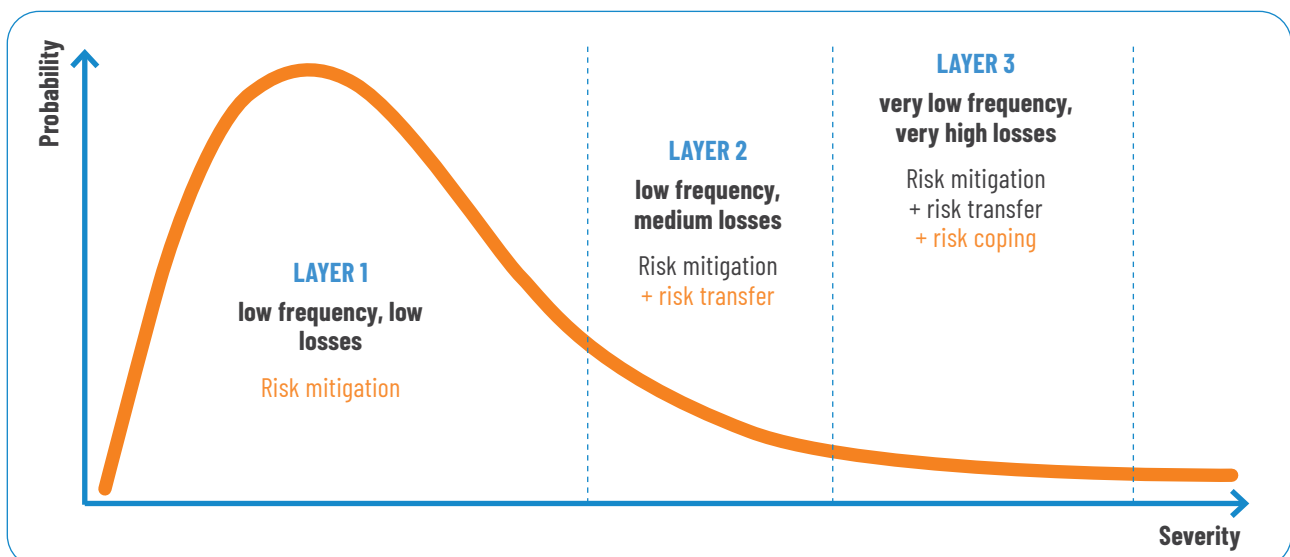 Probability
LAYER 1
low frequency, low
losses
Risk mitigation
LAYER 2
low frequency,
medium losses
Risk mitigation
+ risk transfer
LAYER 3
very low frequency,
very high losses
Risk mitigation
+ risk transfer
+ risk coping
Severity